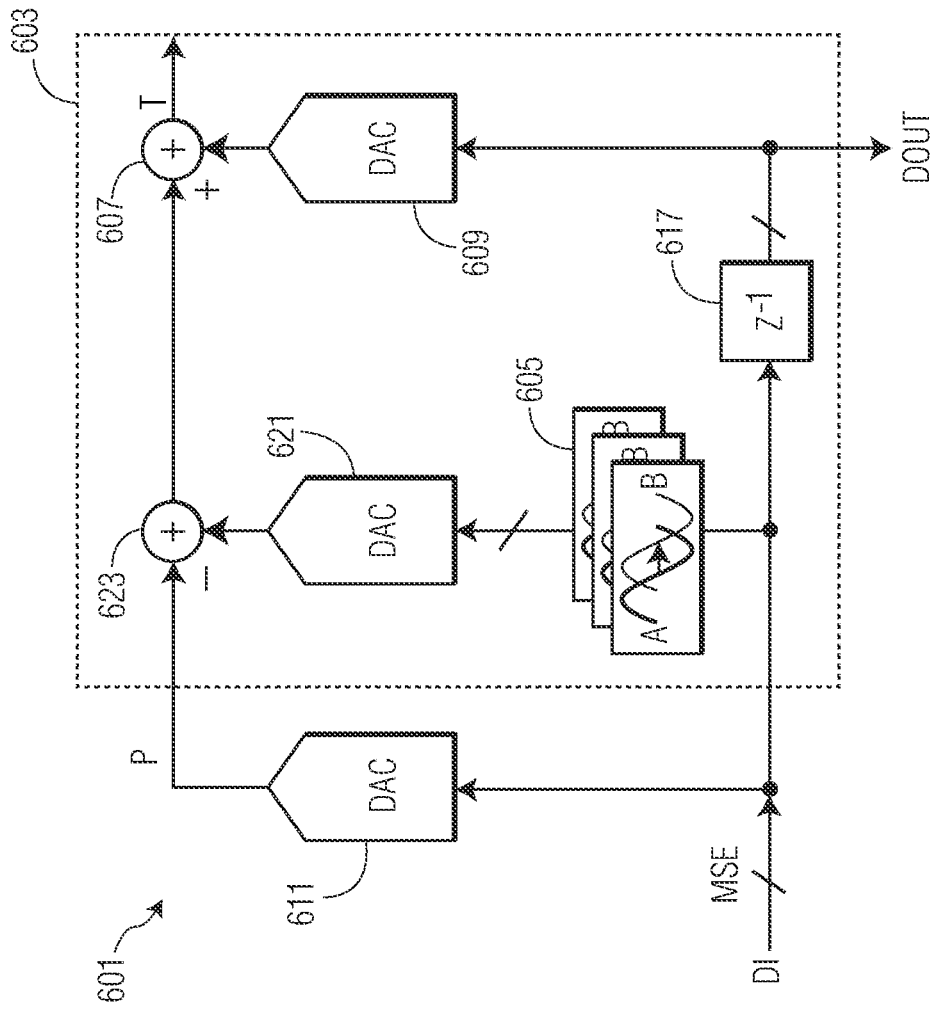 603
T
+
607
+
DAC
609
DOUT
617
z-1
623
+
−
621
DAC
605
B
B
A
B
P
DAC
611
MSE
DI
601